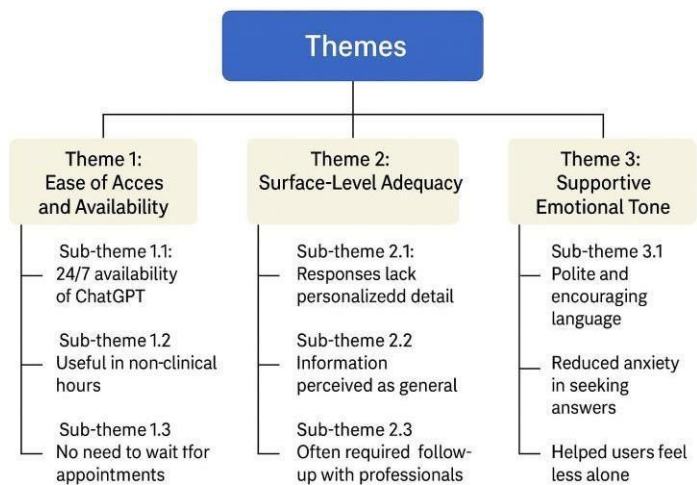 Themes
Theme 1:
Ease of Acces
and Availability
Sub-theme 1.1:
24/7 availability
of ChatGPT
Sub-theme 1.2
Useful in non-clinical
hours
Sub-theme 1.3
No need to wait tfor
appointments
Theme 2:
Surface-Level Adequacy
Sub-theme 2.1:
Responses lack
personalizedd detail
Sub-theme 2.2
Information
perceived as general
Sub-theme 2.3
Often required follow-
up with professionals
Theme 3:
Supportive
Emotional Tone
Sub-theme 3.1
Polite and
encouraging
language
Reduced anxiety
in seeking
answers
Helped users feel
less alone